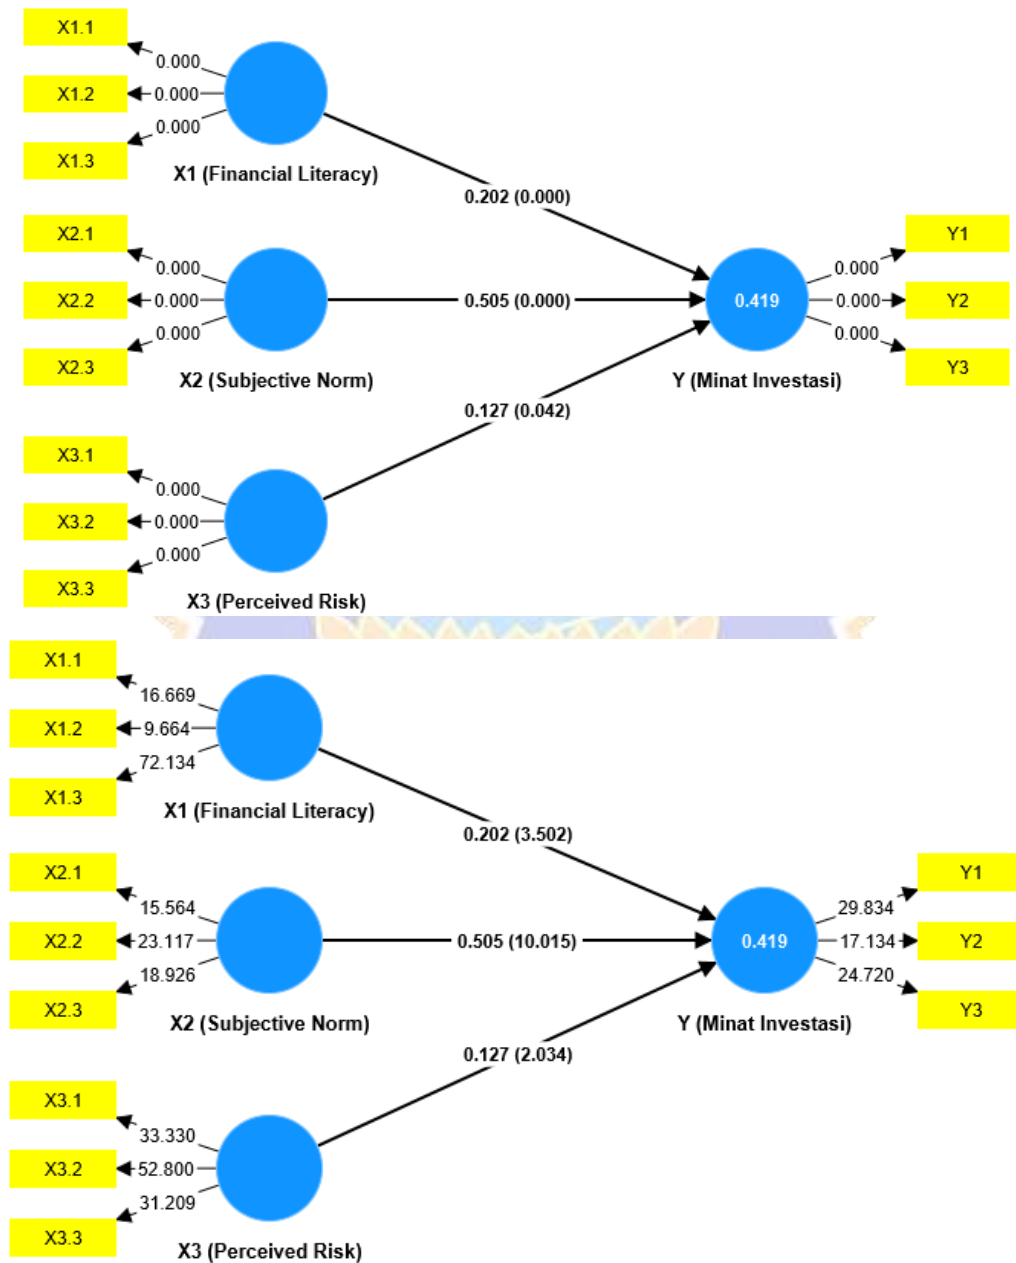 X1.1
0.000
X1.2
0.000
0.000
X1.3
X1 (Financial Literacy)
0.202 (0.000)
X2.1
0.000
X2.2
0.000
0.000
X2.3
X2 (Subjective Norm)
0.505 (0.000)
X3.1
0.000
X3.2
0.000
0.000
X3.3
X3 (Perceived Risk)
0.127 (0.042)
0.419
Y (Minat Investasi)
Y1
0.000
0.000
Y2
0.000
Y3
X1.1
16.669
X1.2
9.664
72.134
X1.3
X1 (Financial Literacy)
0.202 (3.502)
X2.1
15.564
X2.2
23.117
18.926
X2.3
X2 (Subjective Norm)
0.505 (10.015)
X3.1
33.330
X3.2
52.800
31.209
X3.3
X3 (Perceived Risk)
0.127 (2.034)
0.419
Y (Minat Investasi)
Y1
29.834
17.134
Y2
24.720
Y3